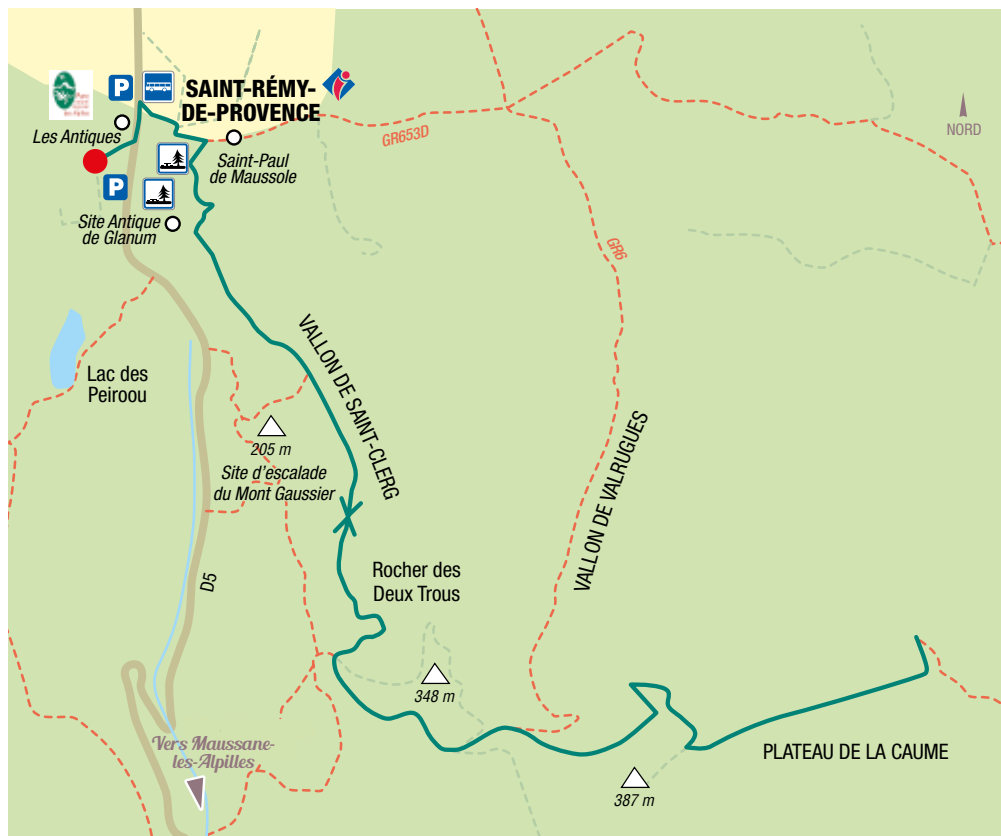 P
SAINT-RÉMY-
DE-PROVENCE
Les Antiques
GR653D
NORD
Saint-Paul
de Maussole
P
Site Antique
de Glanum
GR6
VALLON DE SAINT-CLERG
Lac des
Peiroou
205 m
Site d'escalade
du Mont Gaussier
VALLON DE VALRUGUES
D5
Rocher des
Deux Trous
348 m
Vers Maussane-
les-Alpilles
PLATEAU DE LA CAUME
387 m